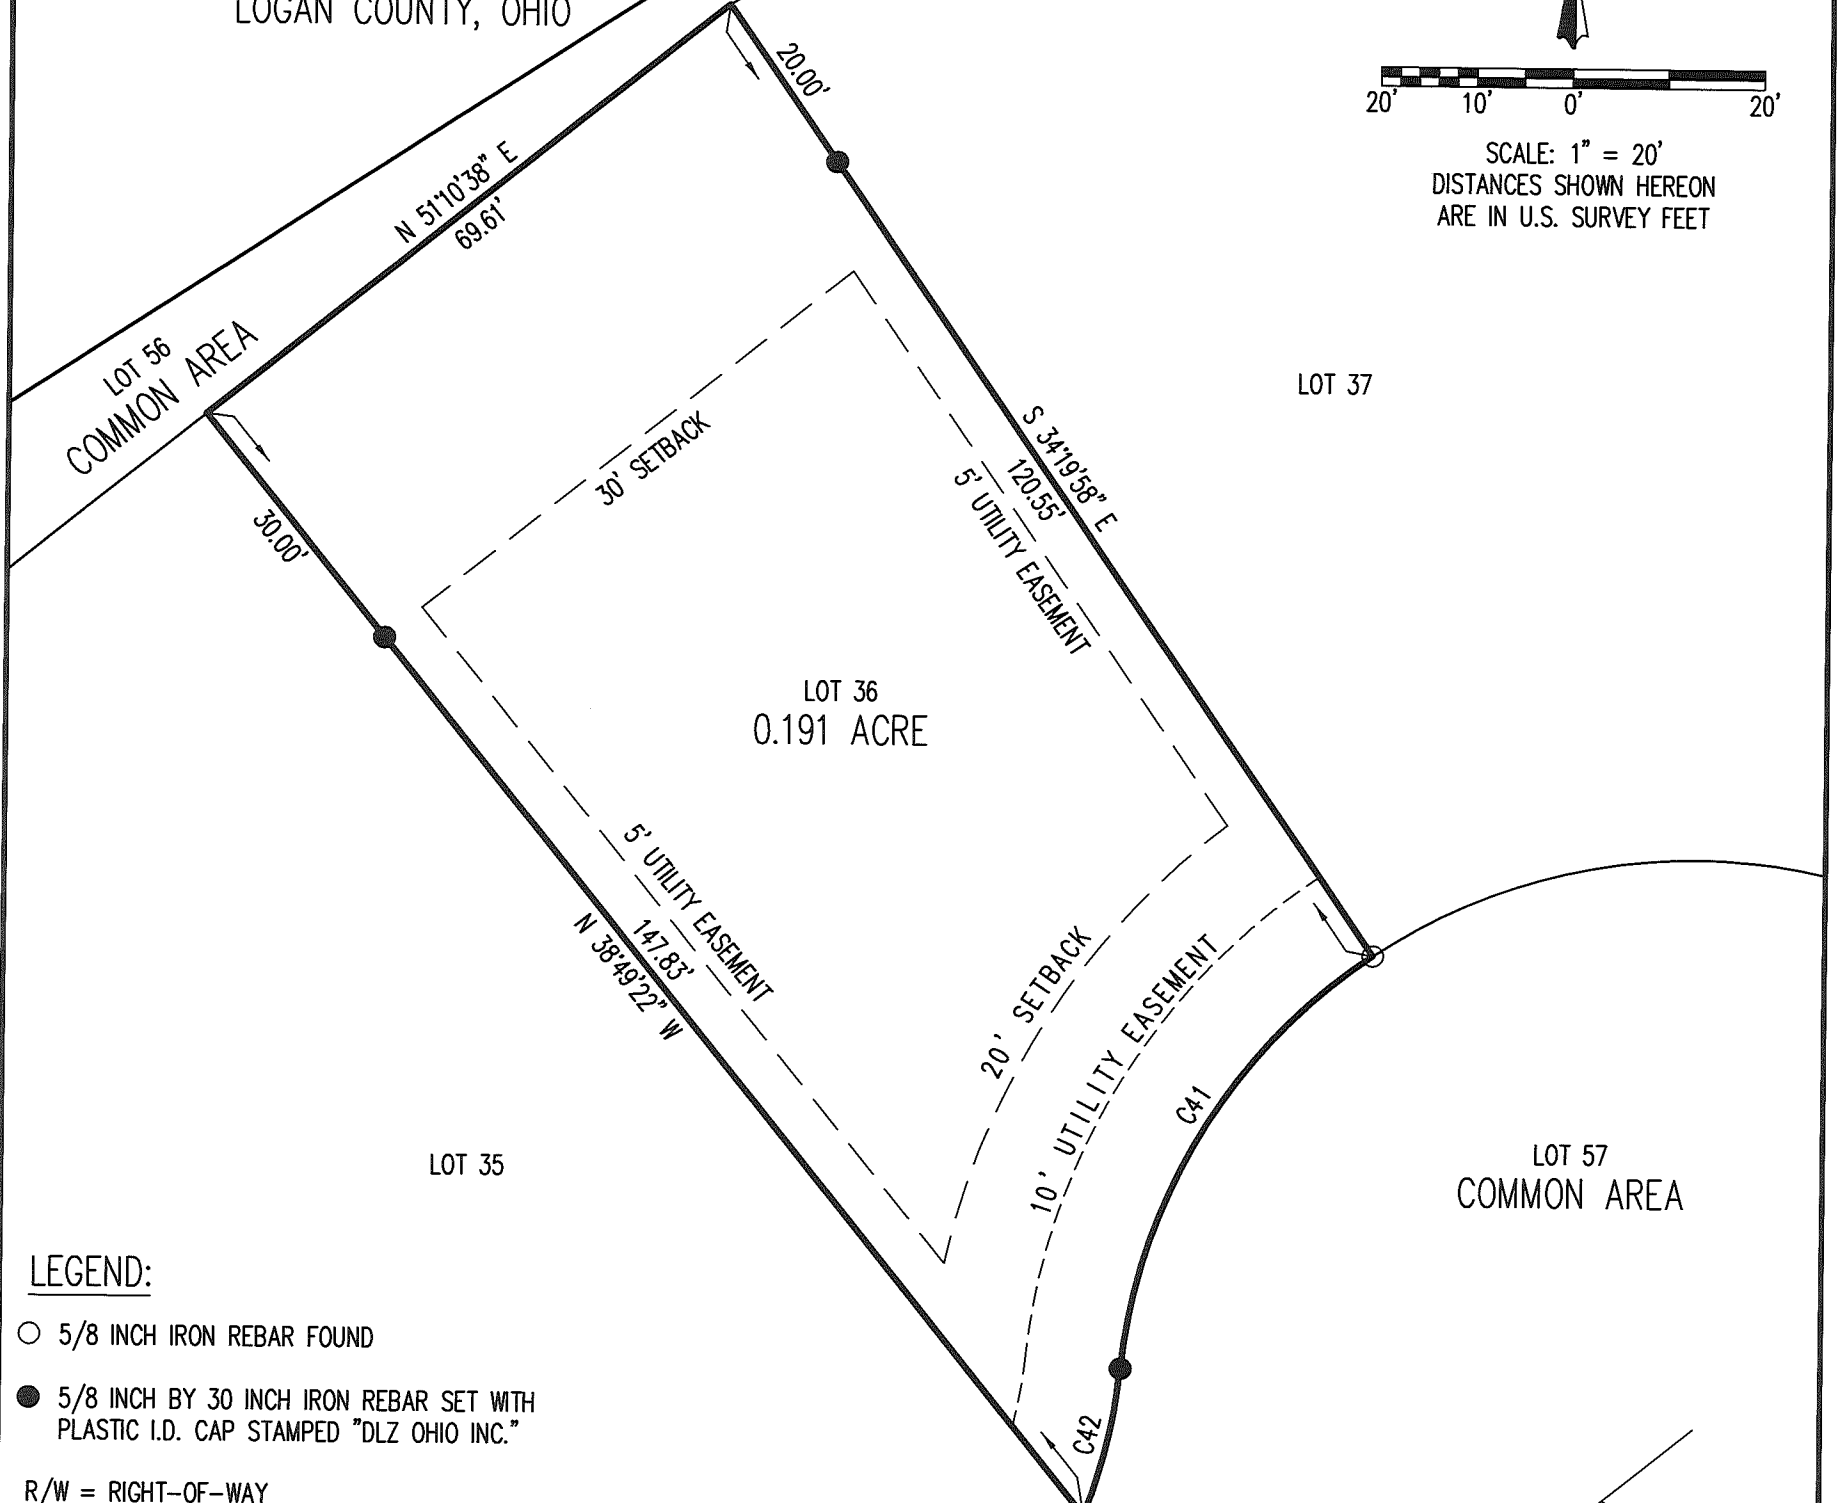 LOGAN COUNTY, OHIO
20.00'
20' 10' 0' 20'
SCALE: 1" = 20'
DISTANCES SHOWN HEREON
ARE IN U.S. SURVEY FEET
N 51°10'38" E
69.61'
LOT 56
COMMON AREA
LOT 37
30' SETBACK
S 34°19'58" E
120.55'
5' UTILITY EASEMENT
30.00'
LOT 36
0.191 ACRE
5' UTILITY EASEMENT
147.83'
N 38°49'22" W
20' SETBACK
10' UTILITY EASEMENT
C41
LOT 35
LOT 57
COMMON AREA
C42
LEGEND:
5/8 INCH IRON REBAR FOUND
5/8 INCH BY 30 INCH IRON REBAR SET WITH
PLASTIC I.D. CAP STAMPED "DLZ OHIO INC."
R/W = RIGHT-OF-WAY